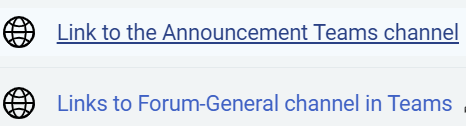 Link to the Announcement Teams channel
Links to Forum-General channel in Teams